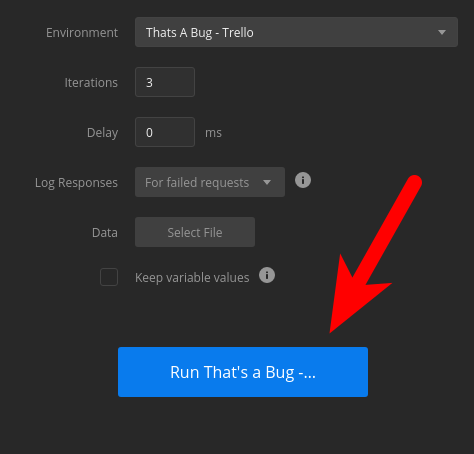 Environment Thats A Bug - Trello
Iterations 3
Delay 0 ms
Log Responses For failed requests
Data Select File
Keep variable values
Run That's a Bug -...